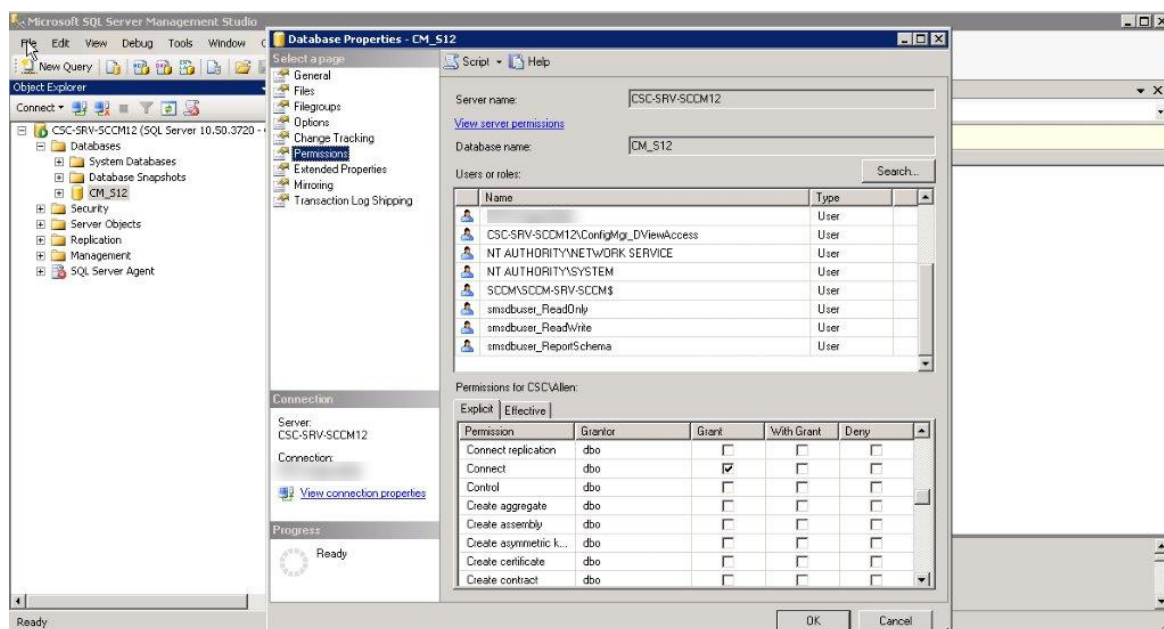 Microsoft SQL Server Management Studio
File Edit View Debug Tools Window
New Query
Object Explorer
Connect
CSC-SRV-SCCM12 (SQL Server 10.50.3720 -
Databases
System Databases
Database Snapshots
CM_S12
Security
Server Objects
Replication
Management
SQL Server Agent
Ready
Database Properties - CM_S12
Select a page
General
Files
Filegroups
Options
Change Tracking
Permissions
Extended Properties
Mirroring
Transaction Log Shipping
Connection
Server:
CSC-SRV-SCCM12
Connection:
View connection properties
Progress
Ready
Script Help
Server name: CSC-SRV-SCCM12
View server permissions
Database name: CM_S12
Users or roles: Search...
Name Type
User
CSC-SRV-SCCM12\ConfigMgr_DViewAccess User
NT AUTHORITY\NETWORK SERVICE User
NT AUTHORITY\SYSTEM User
SCCM\SCCM-SRV-SCCM$ User
smsdbuser_ReadOnly User
smsdbuser_ReadWrite User
smsdbuser_ReportSchema User
Permissions for CSC\Allen:
Explicit Effective
Permission Grantor Grant With Grant Deny
Connect replication dbo
Connect dbo
Control dbo
Create aggregate dbo
Create assembly dbo
Create asymmetric k... dbo
Create certificate dbo
Create contract dbo
OK Cancel